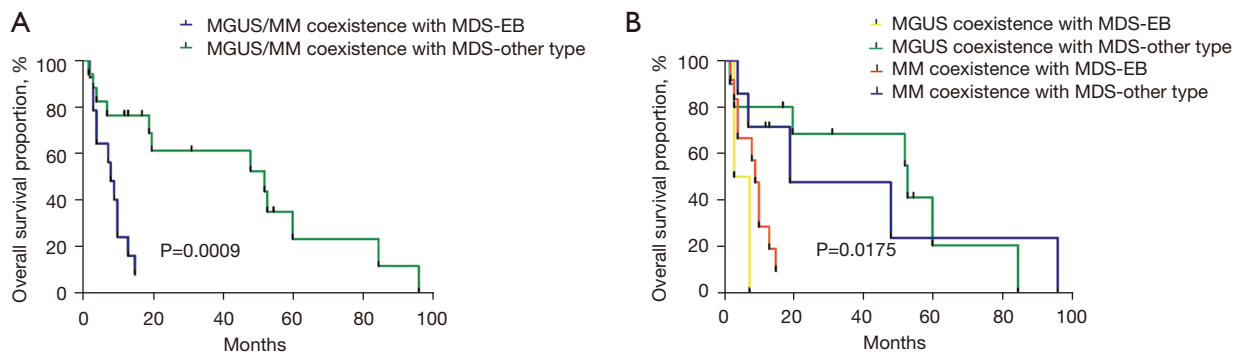 A
MGUS/MM coexistence with MDS-EB
MGUS/MM coexistence with MDS-other type
Overall survival proportion, %
100
80
60
40
20
0
P=0.0009
0 20 40 60 80 100
Months
B
MGUS coexistence with MDS-EB
MGUS coexistence with MDS-other type
MM coexistence with MDS-EB
MM coexistence with MDS-other type
Overall survival proportion, %
100
80
60
40
20
0
P=0.0175
0 20 40 60 80 100
Months